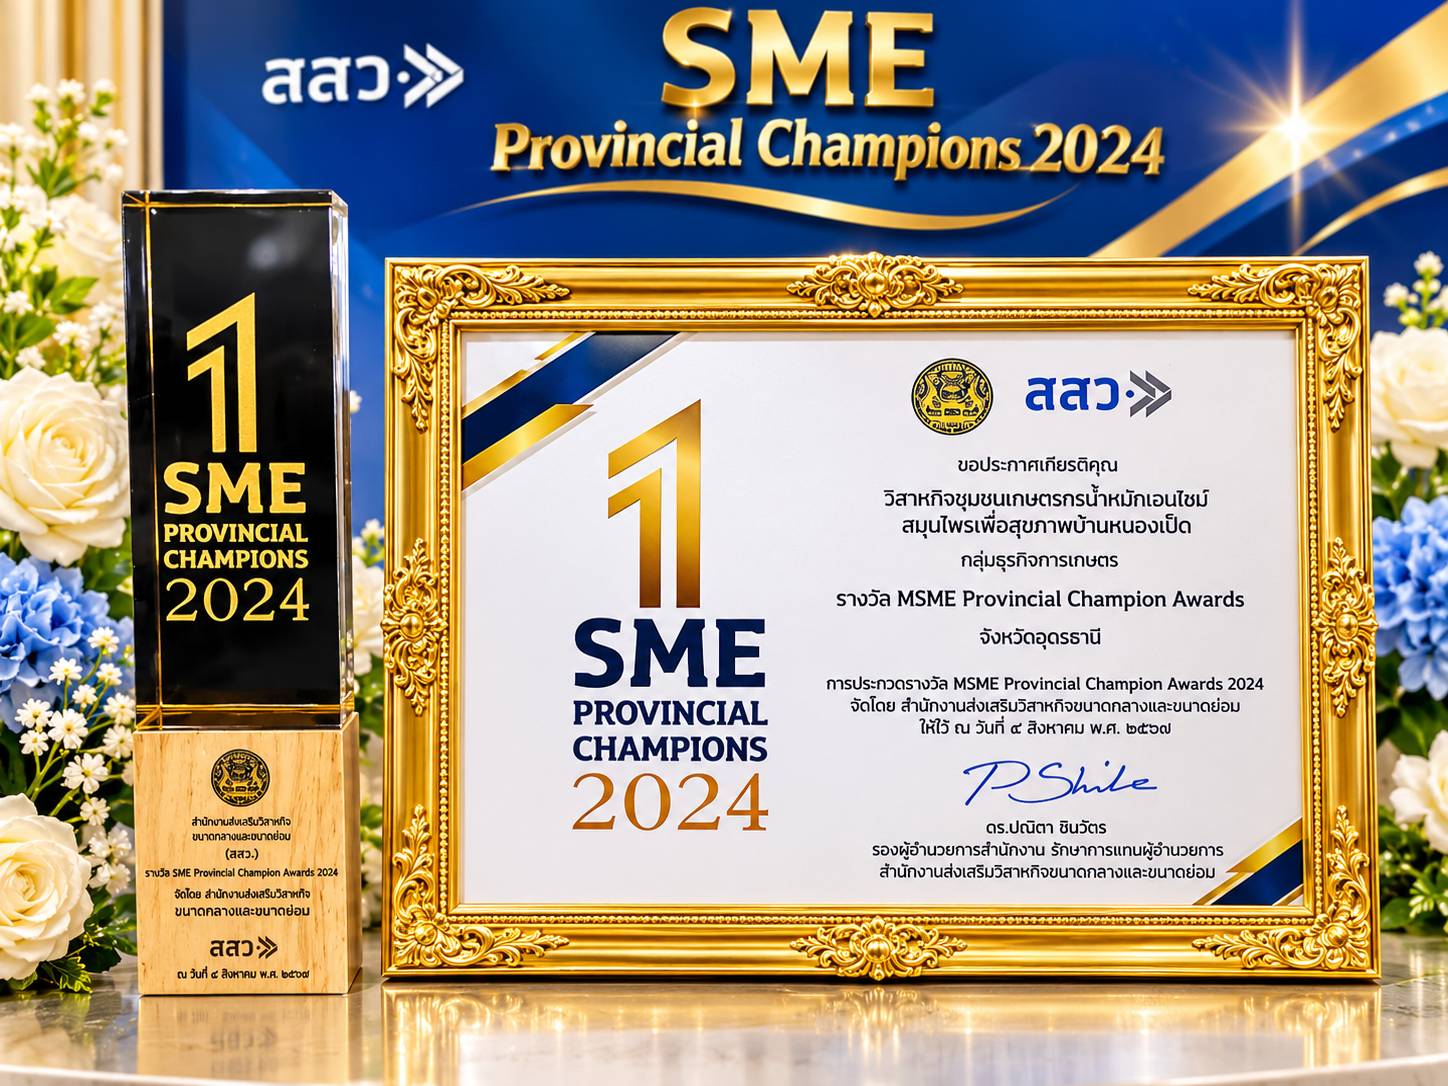 สสว
SME
Provincial Champions 2024
1
SME
PROVINCIAL
CHAMPIONS
2024
สำนักงานส่งเสริมวิสาหกิจ
ขนาดกลางและขนาดย่อม
(สสว.)
รางวัล SME Provincial Champion Awards 2024
จัดโดย สำนักงานส่งเสริมวิสาหกิจ
ขนาดกลางและขนาดย่อม
สสว
ณ วันที่ ๔ สิงหาคม พ.ศ. ๒๕๖๗
1
SME
PROVINCIAL
CHAMPIONS
2024
สสว
ขอประกาศเกียรติคุณ
วิสาหกิจชุมชนเกษตรกรน้ำหมักเอนไซม์
สมุนไพรเพื่อสุขภาพบ้านหนองเป็ด
กลุ่มธุรกิจการเกษตร
รางวัล MSME Provincial Champion Awards
จังหวัดอุดรธานี
การประกวดรางวัล MSME Provincial Champion Awards 2024
จัดโดย สำนักงานส่งเสริมวิสาหกิจขนาดกลางและขนาดย่อม
ให้ไว้ ณ วันที่ ๔ สิงหาคม พ.ศ. ๒๕๖๗
ดร.ปณิตา ชินวัตร
รองผู้อำนวยการสำนักงาน รักษาการแทนผู้อำนวยการ
สำนักงานส่งเสริมวิสาหกิจขนาดกลางและขนาดย่อม